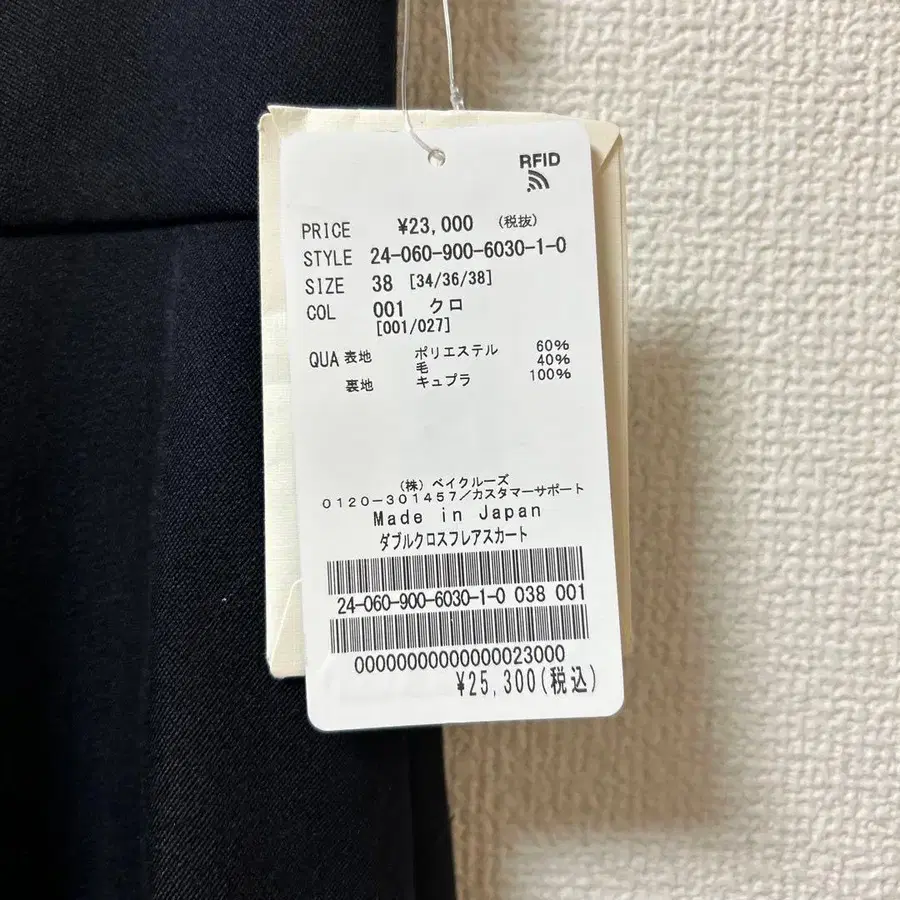 RFID
PRICE ¥23,000 (税抜)
STYLE 24-060-900-6030-1-0
SIZE 38 [34/36/38]
COL 001 クロ
[001/027]
QUA 表地 ポリエステル 60%
毛 40%
裏地 キュプラ 100%
(株) ベイクルーズ
0120-301457/カスタマーサポート
Made in Japan
ダブルクロスフレアスカート
24-060-900-6030-1-0 038 001
00000000000000023000
¥25,300(税込)